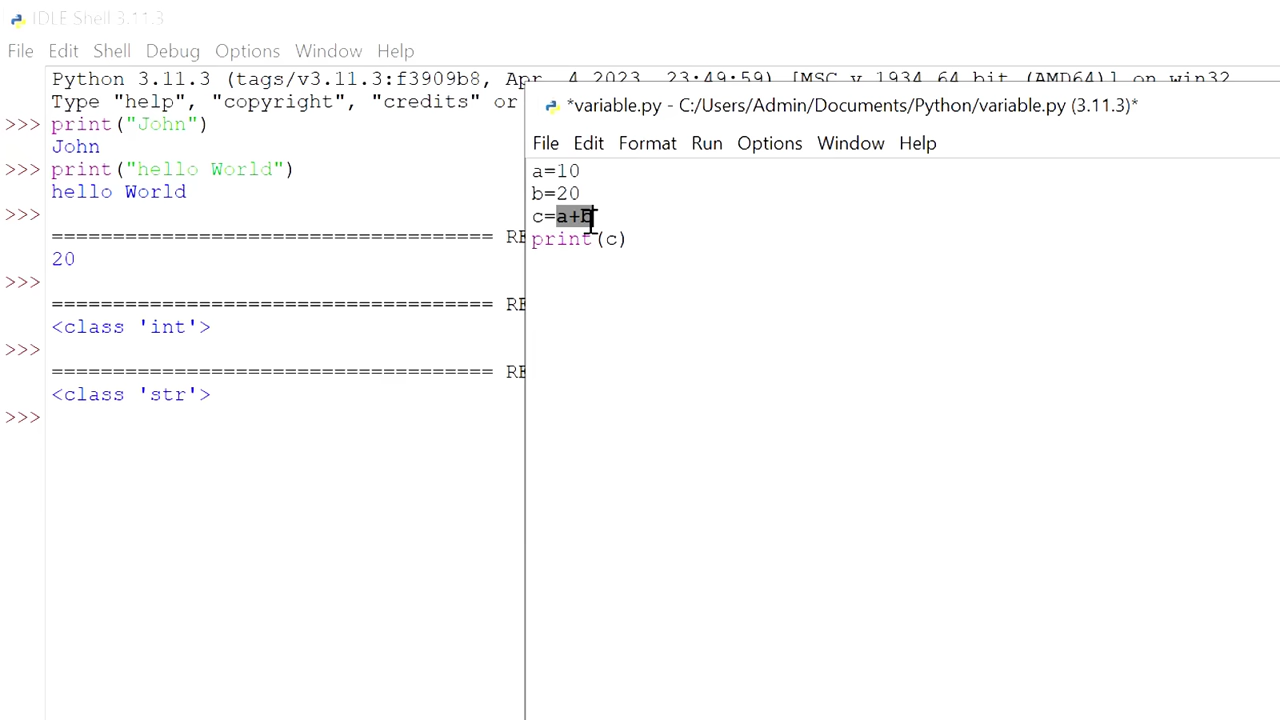 IDLE Shell 3.11.3
File Edit Shell Debug Options Window Help
Python 3.11.3 (tags/v3.11.3:f3909b8, Apr  4 2023, 23:49:59) [MSC v.1934 64 bit (AMD64)] on win32
Type "help", "copyright", "credits" or
>>> print("John")
John
>>> print("hello World")
hello World
>>>
=================================== RE
20
>>>
=================================== RE
<class 'int'>
>>>
=================================== RE
<class 'str'>
>>>
*variable.py - C:/Users/Admin/Documents/Python/variable.py (3.11.3)*
File Edit Format Run Options Window Help
a=10
b=20
c=a+b
print(c)